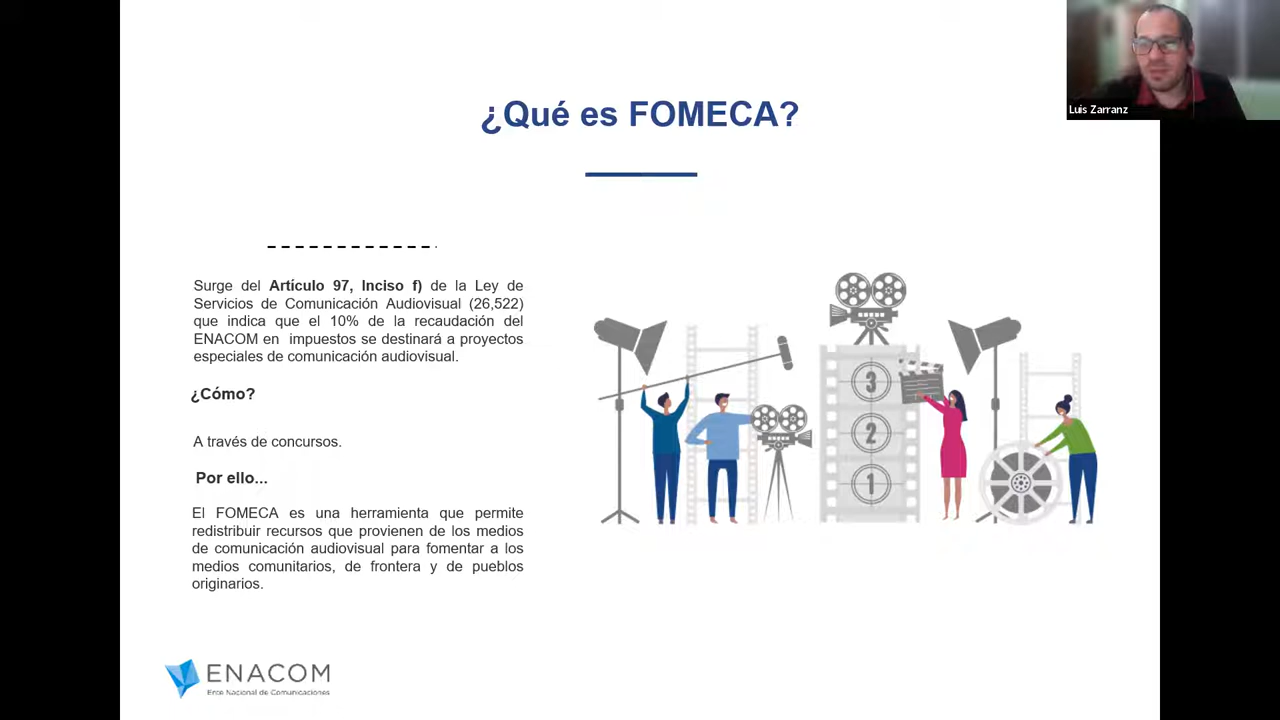 Luis Zarranz
¿Qué es FOMECA?
Surge del Artículo 97, Inciso f) de la Ley de
Servicios de Comunicación Audiovisual (26,522)
que indica que el 10% de la recaudación del
ENACOM en impuestos se destinará a proyectos
especiales de comunicación audiovisual.
¿Cómo?
A través de concursos.
Por ello...
El FOMECA es una herramienta que permite
redistribuir recursos que provienen de los medios
de comunicación audiovisual para fomentar a los
medios comunitarios, de frontera y de pueblos
originarios.
3
2
1
ENACOM
Ente Nacional de Comunicaciones